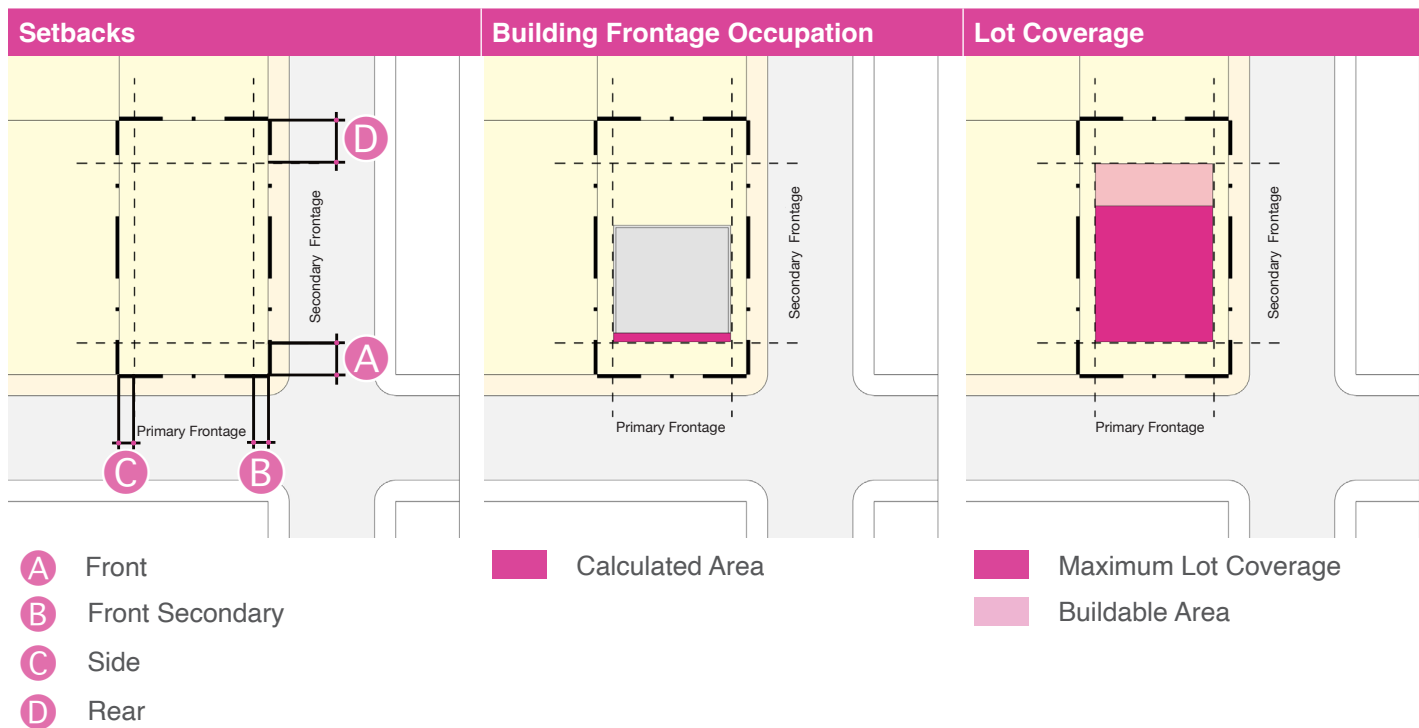 Setbacks
Building Frontage Occupation
Lot Coverage
D
Secondary Frontage
A
Primary Frontage
C
B
Secondary Frontage
Primary Frontage
Secondary Frontage
Primary Frontage
A Front
B Front Secondary
C Side
D Rear
Calculated Area
Maximum Lot Coverage
Buildable Area